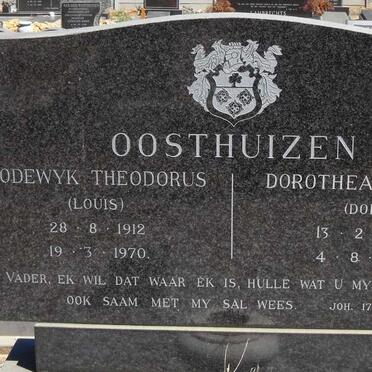 LAMBRECHTS
OOSTHUIZEN
ODEWYK THEODORUS
(LOUIS)
28 · 8 · 1912
19 · 3 · 1970.
DOROTHEA
(DO
13 · 2
4 · 8 ·
VADER, EK WIL DAT WAAR EK IS, HULLE WAT U MY
OOK SAAM MET MY SAL WEES. JOH. 17